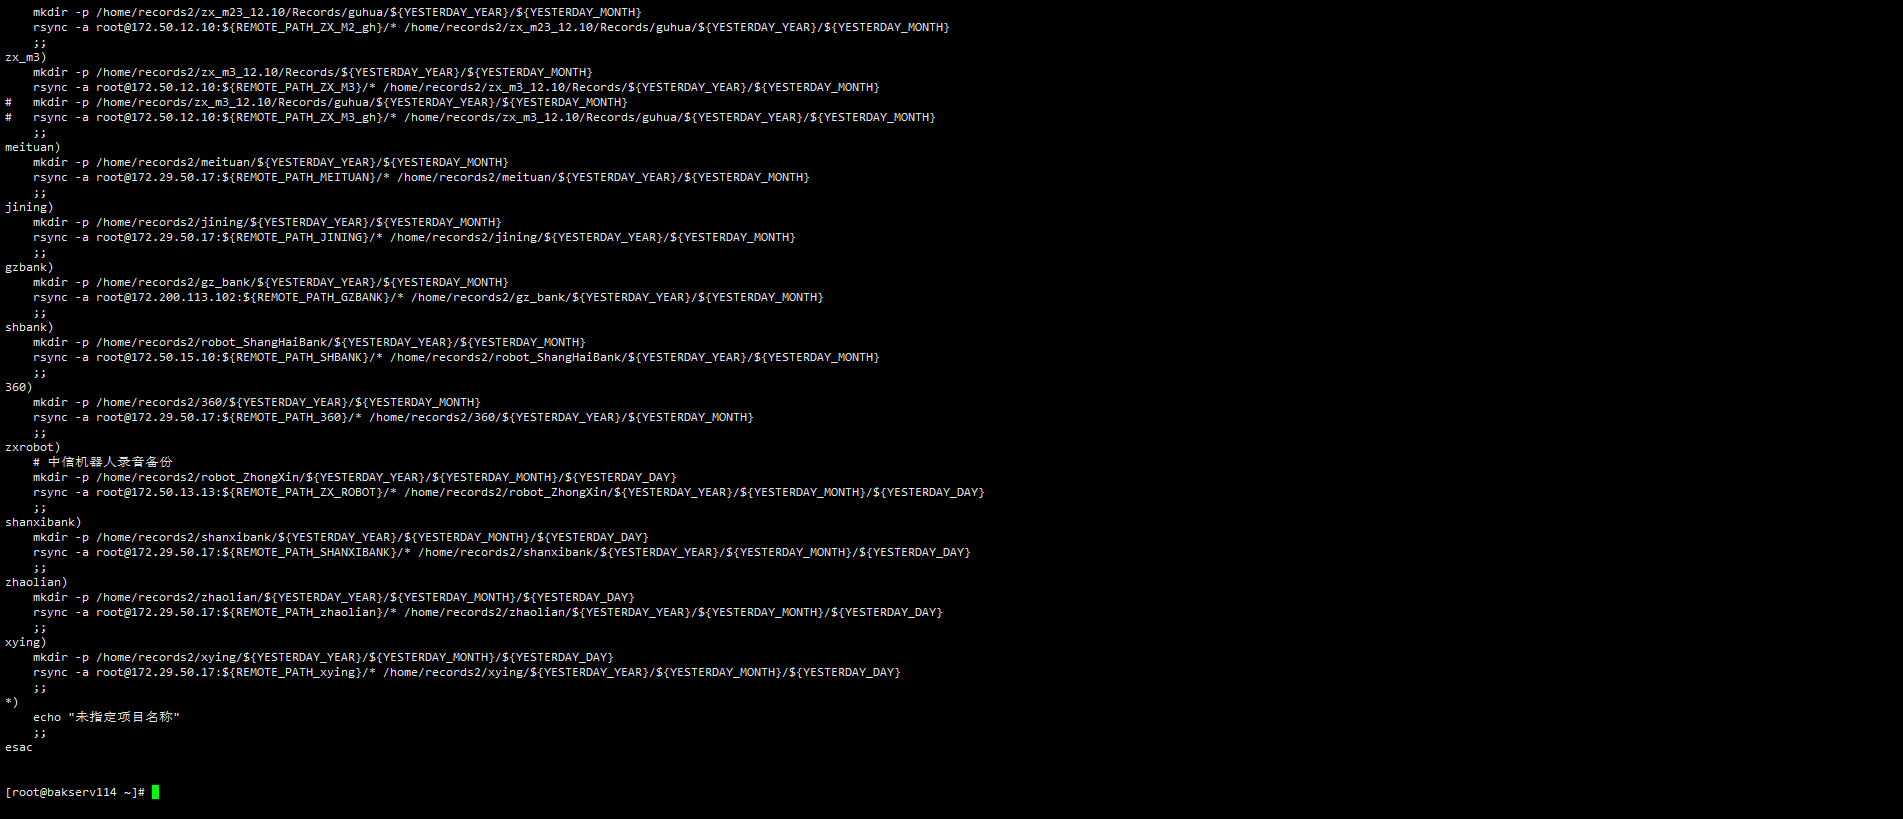 mkdir -p /home/records2/zx_m23_12.10/Records/guhua/${YESTERDAY_YEAR}/${YESTERDAY_MONTH}
    rsync -a root@172.50.12.10:${REMOTE_PATH_ZX_M2_gh}/* /home/records2/zx_m23_12.10/Records/guhua/${YESTERDAY_YEAR}/${YESTERDAY_MONTH}
    ;;
zx_m3)
    mkdir -p /home/records2/zx_m3_12.10/Records/${YESTERDAY_YEAR}/${YESTERDAY_MONTH}
    rsync -a root@172.50.12.10:${REMOTE_PATH_ZX_M3}/* /home/records2/zx_m3_12.10/Records/${YESTERDAY_YEAR}/${YESTERDAY_MONTH}
#   mkdir -p /home/records/zx_m3_12.10/Records/guhua/${YESTERDAY_YEAR}/${YESTERDAY_MONTH}
#   rsync -a root@172.50.12.10:${REMOTE_PATH_ZX_M3_gh}/* /home/records/zx_m3_12.10/Records/guhua/${YESTERDAY_YEAR}/${YESTERDAY_MONTH}
    ;;
meituan)
    mkdir -p /home/records2/meituan/${YESTERDAY_YEAR}/${YESTERDAY_MONTH}
    rsync -a root@172.29.50.17:${REMOTE_PATH_MEITUAN}/* /home/records2/meituan/${YESTERDAY_YEAR}/${YESTERDAY_MONTH}
    ;;
jining)
    mkdir -p /home/records2/jining/${YESTERDAY_YEAR}/${YESTERDAY_MONTH}
    rsync -a root@172.29.50.17:${REMOTE_PATH_JINING}/* /home/records2/jining/${YESTERDAY_YEAR}/${YESTERDAY_MONTH}
    ;;
gzbank)
    mkdir -p /home/records2/gz_bank/${YESTERDAY_YEAR}/${YESTERDAY_MONTH}
    rsync -a root@172.200.113.102:${REMOTE_PATH_GZBANK}/* /home/records2/gz_bank/${YESTERDAY_YEAR}/${YESTERDAY_MONTH}
    ;;
shbank)
    mkdir -p /home/records2/robot_ShangHaiBank/${YESTERDAY_YEAR}/${YESTERDAY_MONTH}
    rsync -a root@172.50.15.10:${REMOTE_PATH_SHBANK}/* /home/records2/robot_ShangHaiBank/${YESTERDAY_YEAR}/${YESTERDAY_MONTH}
    ;;
360)
    mkdir -p /home/records2/360/${YESTERDAY_YEAR}/${YESTERDAY_MONTH}
    rsync -a root@172.29.50.17:${REMOTE_PATH_360}/* /home/records2/360/${YESTERDAY_YEAR}/${YESTERDAY_MONTH}
    ;;
zxrobot)
    # 中信机器人录音备份
    mkdir -p /home/records2/robot_ZhongXin/${YESTERDAY_YEAR}/${YESTERDAY_MONTH}/${YESTERDAY_DAY}
    rsync -a root@172.50.13.13:${REMOTE_PATH_ZX_ROBOT}/* /home/records2/robot_ZhongXin/${YESTERDAY_YEAR}/${YESTERDAY_MONTH}/${YESTERDAY_DAY}
    ;;
shanxibank)
    mkdir -p /home/records2/shanxibank/${YESTERDAY_YEAR}/${YESTERDAY_MONTH}/${YESTERDAY_DAY}
    rsync -a root@172.29.50.17:${REMOTE_PATH_SHANXIBANK}/* /home/records2/shanxibank/${YESTERDAY_YEAR}/${YESTERDAY_MONTH}/${YESTERDAY_DAY}
    ;;
zhaolian)
    mkdir -p /home/records2/zhaolian/${YESTERDAY_YEAR}/${YESTERDAY_MONTH}/${YESTERDAY_DAY}
    rsync -a root@172.29.50.17:${REMOTE_PATH_zhaolian}/* /home/records2/zhaolian/${YESTERDAY_YEAR}/${YESTERDAY_MONTH}/${YESTERDAY_DAY}
    ;;
xying)
    mkdir -p /home/records2/xying/${YESTERDAY_YEAR}/${YESTERDAY_MONTH}/${YESTERDAY_DAY}
    rsync -a root@172.29.50.17:${REMOTE_PATH_xying}/* /home/records2/xying/${YESTERDAY_YEAR}/${YESTERDAY_MONTH}/${YESTERDAY_DAY}
    ;;
*)
    echo "未指定项目名称"
    ;;
esac
[root@bakserv114 ~]#